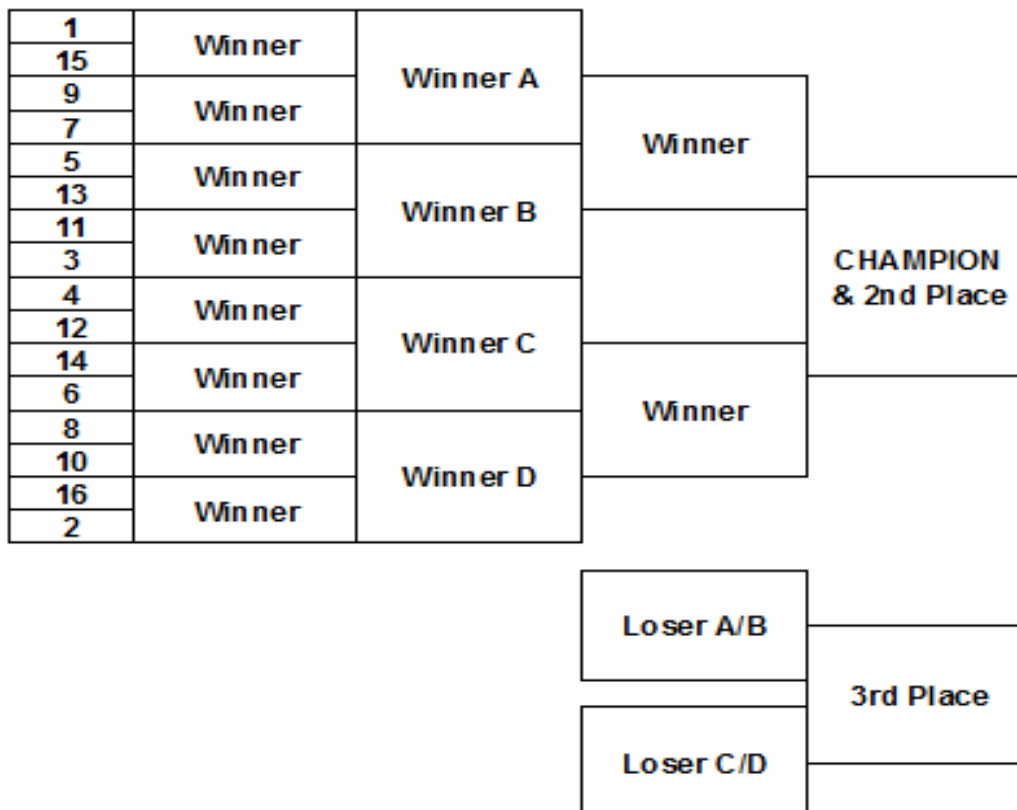 1
15
9
7
5
13
11
3
4
12
14
6
8
10
16
2
Winner
Winner
Winner
Winner
Winner
Winner
Winner
Winner
Winner A
Winner B
Winner C
Winner D
Winner
Winner
CHAMPION
& 2nd Place
Loser A/B
Loser C/D
3rd Place